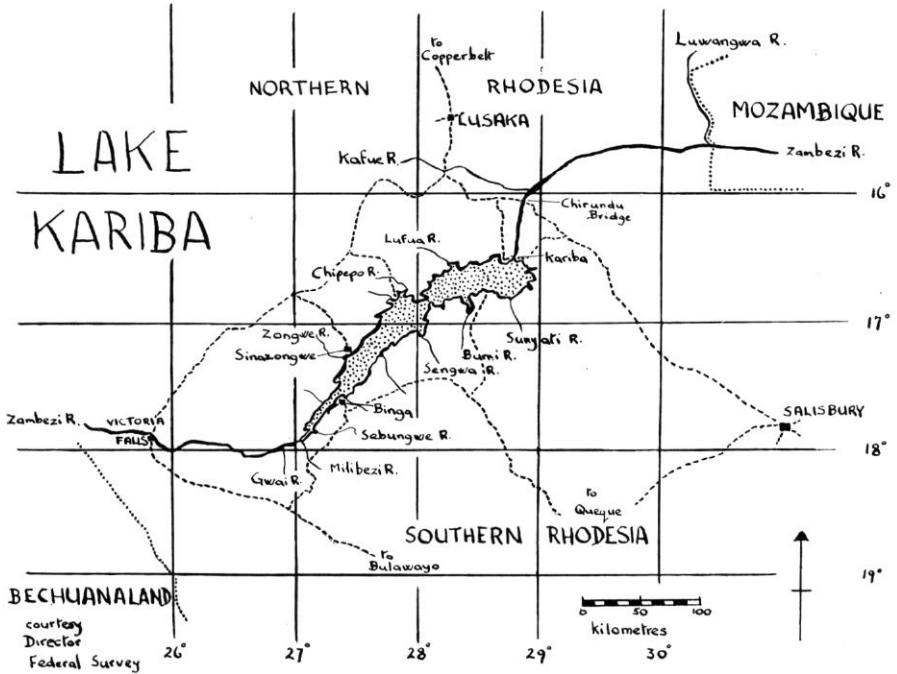 to
Copperbelt
Luwangwa R.
NORTHERN RHODESIA
MOZAMBIQUE
LUSAKA
LAKE
KARIBA
Kafue R.
Zambezi R.
16°
Chirundu
Bridge
Lufua R.
Kariba
Chipepo R.
17°
Zongwe R.
Sinazongwe
Sunyati R.
Bumi R.
Sengwa R.
Binga
SALISBURY
Zambezi R.
VICTORIA
FALLS
Sebungwe R.
18°
Milibezi R.
Gwai R.
to
Queque
SOUTHERN RHODESIA
to
Bulawayo
19°
BECHUANALAND
courtesy
Director
Federal Survey
0 50 100
kilometres
26° 27° 28° 29° 30°